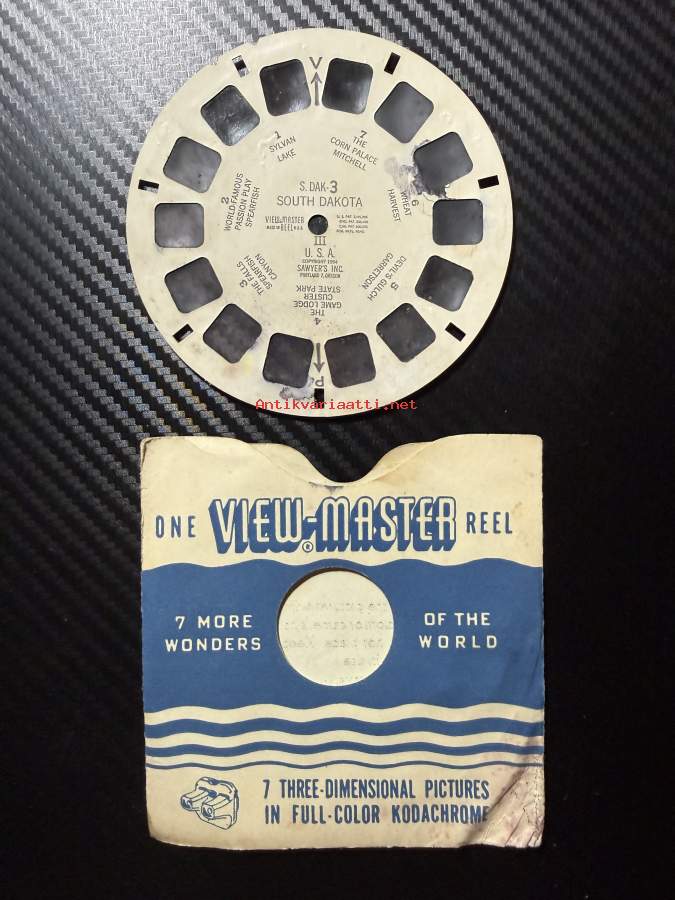 V
1
SYLVAN
LAKE
7
THE
CORN PALACE
MITCHELL
2
WORLD-FAMOUS
PASSION PLAY
SPEARFISH
6
WHEAT
HARVEST
S. DAK-3
SOUTH DAKOTA
VIEW-MASTER
REEL
III
U. S. A.
SAWYER'S INC.
PORTLAND 7, OREGON
3
THE FALLS
SPEARFISH
CANYON
5
DEVIL'S GULCH
GARRETSON
4
THE
GAME LODGE
CUSTER
STATE PARK
Antikvariaatti.net
ONE VIEW-MASTER® REEL
7 MORE
WONDERS
OF THE
WORLD
7 THREE-DIMENSIONAL PICTURES
IN FULL-COLOR KODACHROME